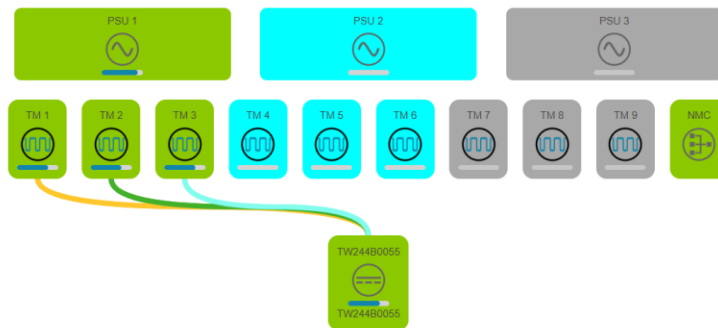 PSU 1
PSU 2
PSU 3
TM 1
TM 2
TM 3
TM 4
TM 5
TM 6
TM 7
TM 8
TM 9
NMC
TW244B0055
TW244B0055